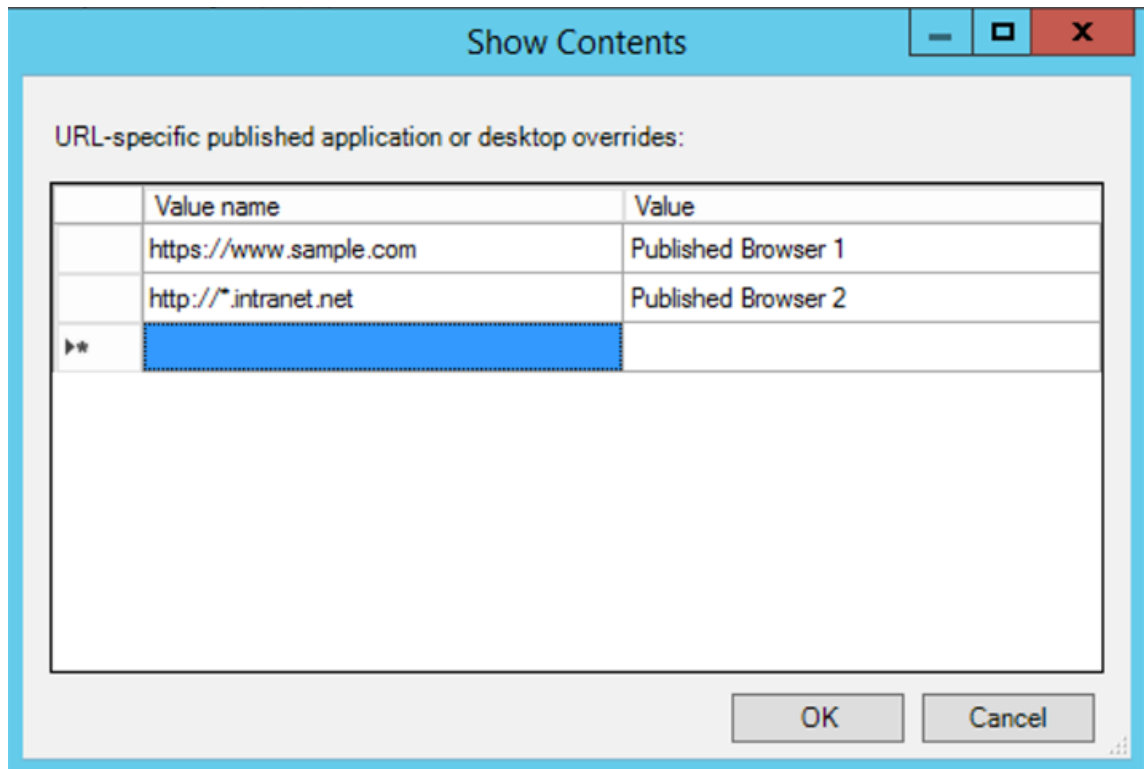 Show Contents
URL-specific published application or desktop overrides:
Value name Value
https://www.sample.com Published Browser 1
http://*.intranet.net Published Browser 2
OK Cancel